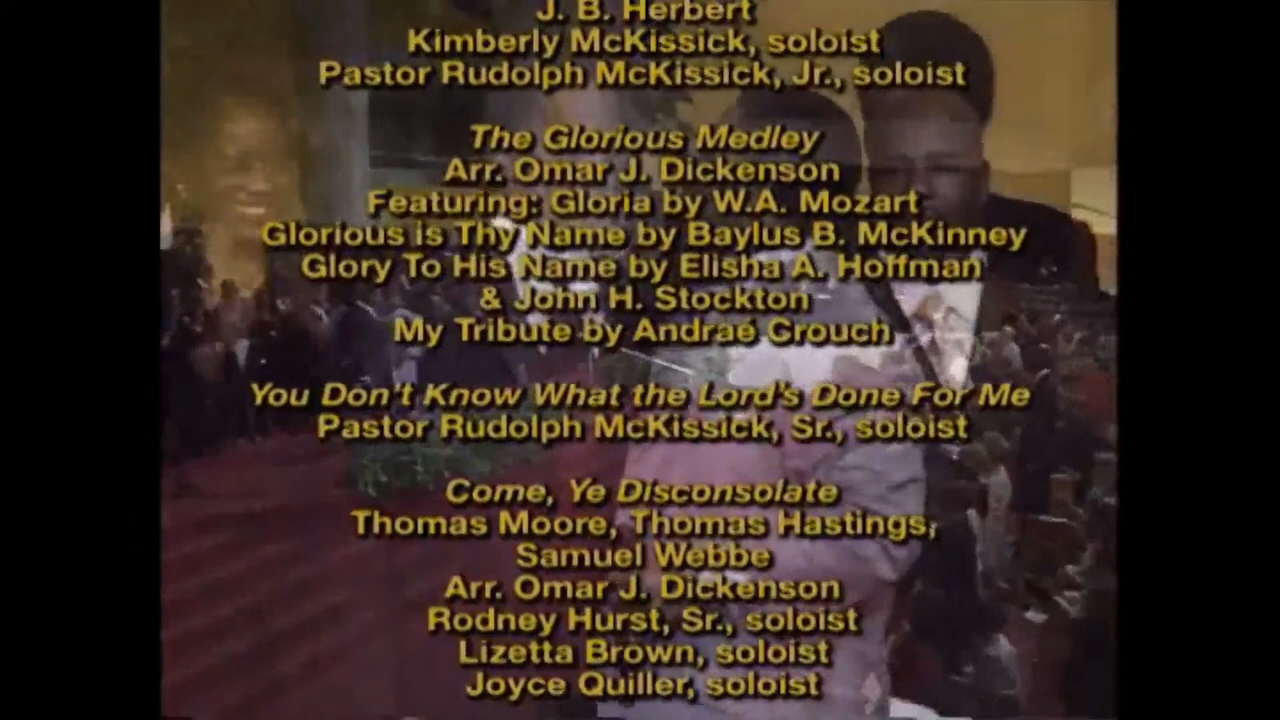 J. B. Herbert
Kimberly McKissick, soloist
Pastor Rudolph McKissick, Jr., soloist
The Glorious Medley
Arr. Omar J. Dickenson
Featuring: Gloria by W.A. Mozart
Glorious is Thy Name by Baylus B. McKinney
Glory To His Name by Elisha A. Hoffman
& John H. Stockton
My Tribute by Andraé Crouch
You Don't Know What the Lord's Done For Me
Pastor Rudolph McKissick, Sr., soloist
Come, Ye Disconsolate
Thomas Moore, Thomas Hastings,
Samuel Webbe
Arr. Omar J. Dickenson
Rodney Hurst, Sr., soloist
Lizetta Brown, soloist
Joyce Quiller, soloist